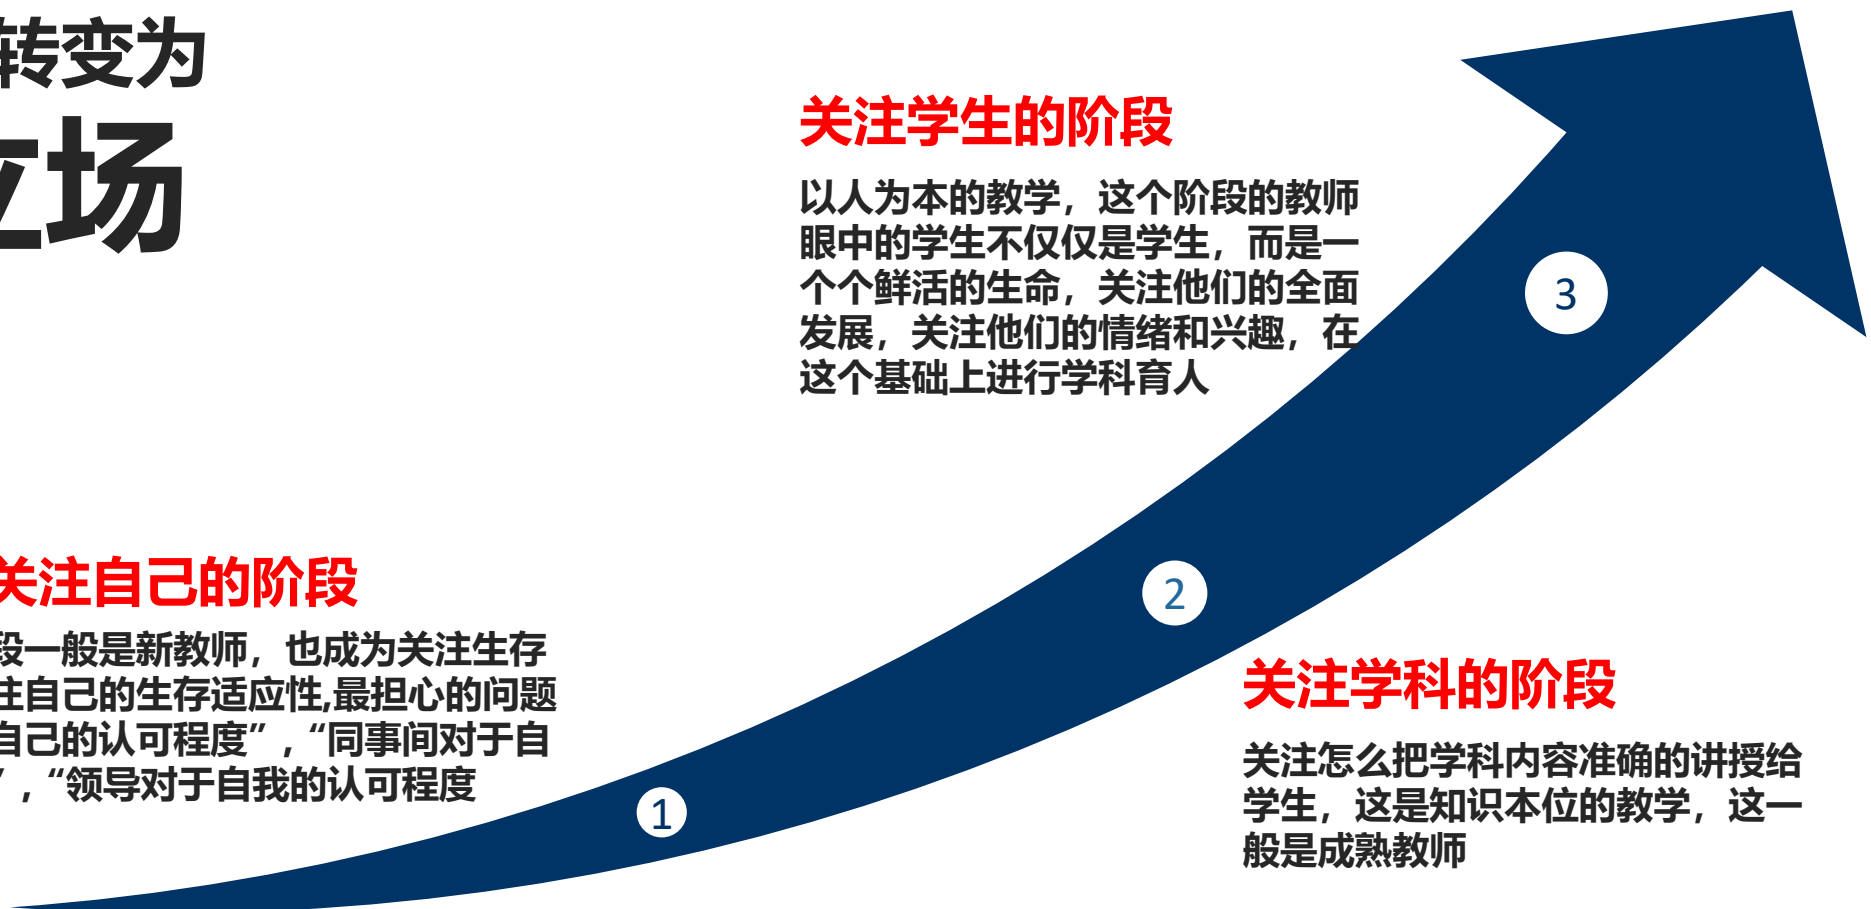 转变为
立场
关注学生的阶段
以人为本的教学，这个阶段的教师
眼中的学生不仅仅是学生，而是一
个个鲜活的生命，关注他们的全面
发展，关注他们的情绪和兴趣，在
这个基础上进行学科育人
3
2
关注自己的阶段
段一般是新教师，也成为关注生存
注自己的生存适应性,最担心的问题
自己的认可程度”，“同事间对于自
”，“领导对于自我的认可程度
1
关注学科的阶段
关注怎么把学科内容准确的讲授给
学生，这是知识本位的教学，这一
般是成熟教师